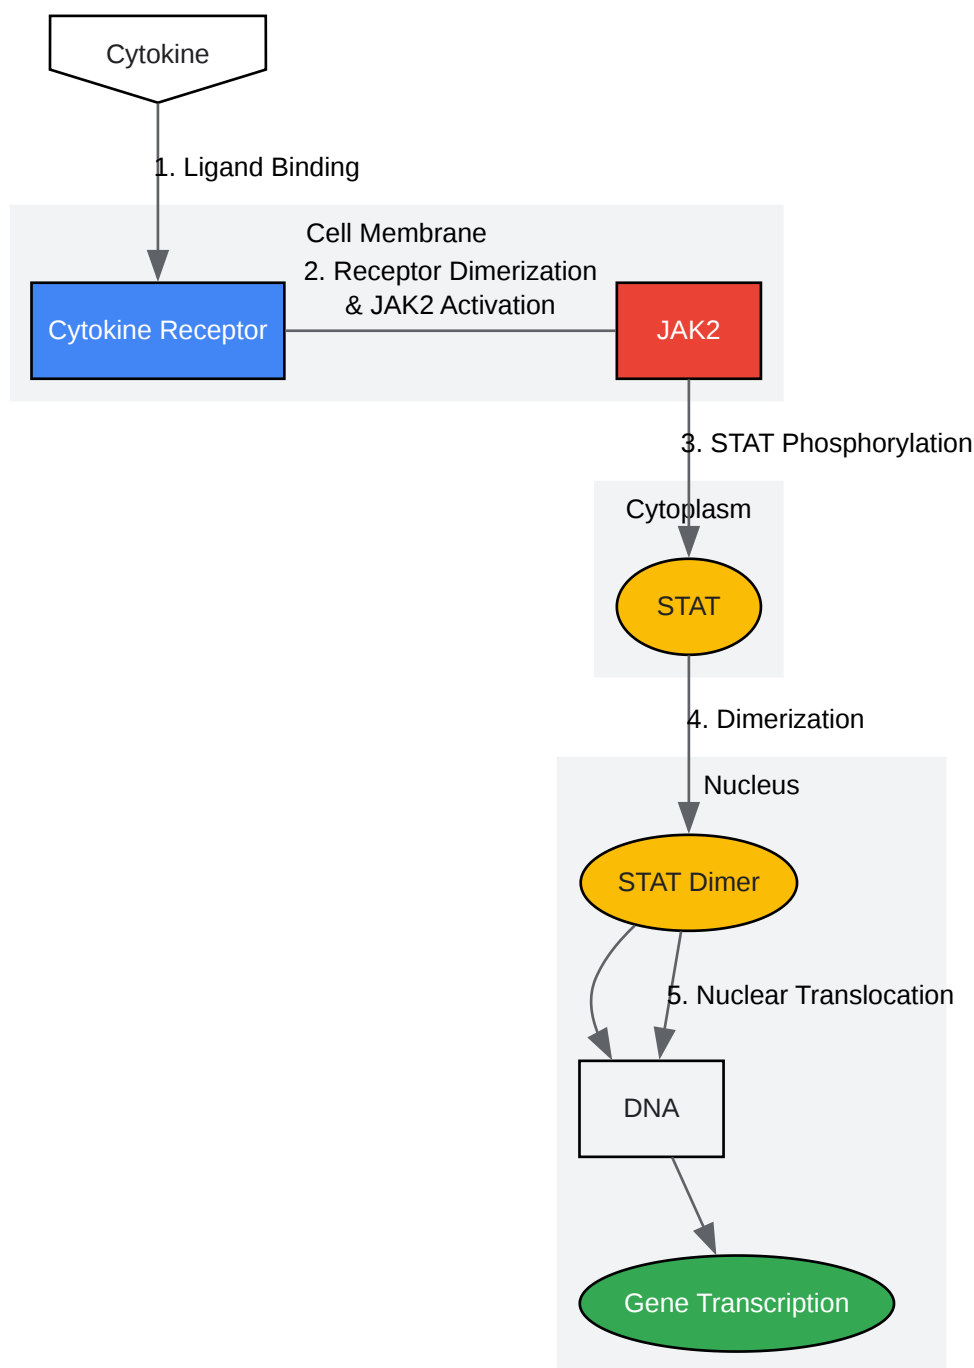 Cytokine
1. Ligand Binding
Cell Membrane
2. Receptor Dimerization
& JAK2 Activation
Cytokine Receptor
JAK2
3. STAT Phosphorylation
Cytoplasm
STAT
4. Dimerization
Nucleus
STAT Dimer
5. Nuclear Translocation
DNA
Gene Transcription